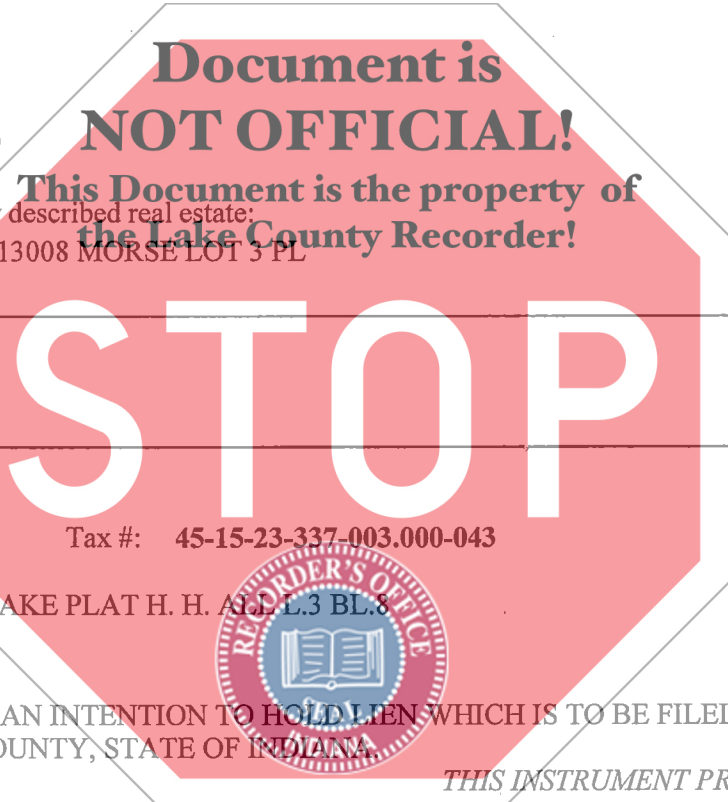 Document is
NOT OFFICIAL!
This Document is the property of
described real estate:
the Lake County Recorder!
13008 MORSE LOT 3 PL
STOP
Tax #: 45-15-23-337-003.000-043
RECORDER'S OFFICE
AKE PLAT H. H. ALL L.3 BL.8
INDIANA
AN INTENTION TO HOLD LIEN WHICH IS TO BE FILED
OUNTY, STATE OF INDIANA.
THIS INSTRUMENT PR